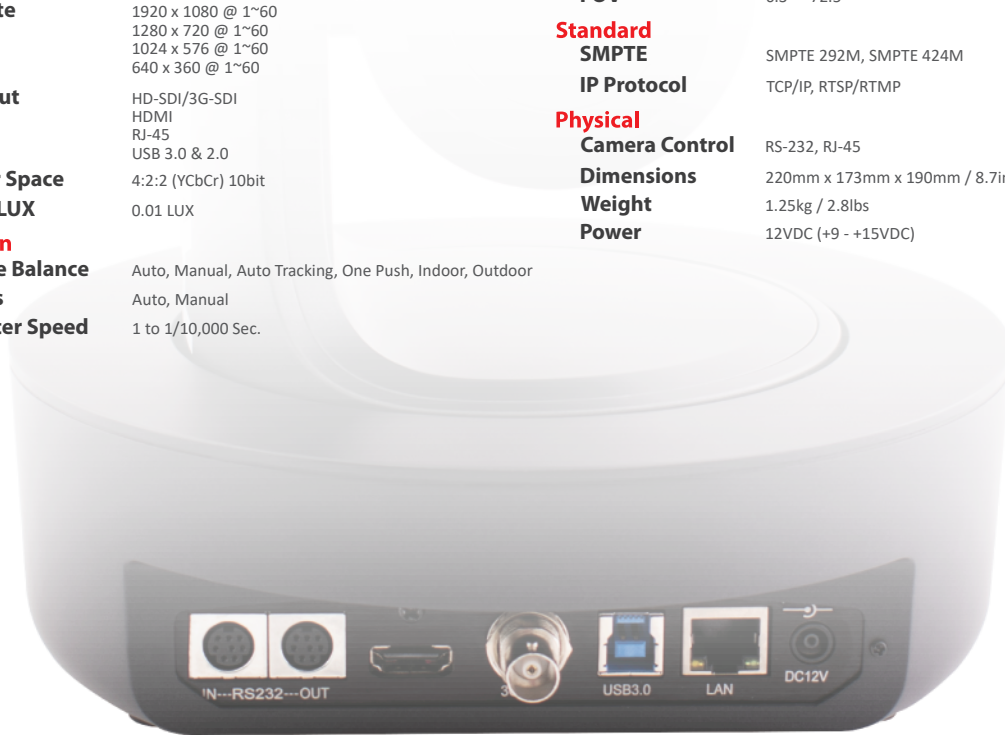 te 1920 x 1080 @ 1~60
1280 x 720 @ 1~60
1024 x 576 @ 1~60
640 x 360 @ 1~60
ut HD-SDI/3G-SDI
HDMI
RJ-45
USB 3.0 & 2.0
Space 4:2:2 (YCbCr) 10bit
LUX 0.01 LUX
n
e Balance Auto, Manual, Auto Tracking, One Push, Indoor, Outdoor
s Auto, Manual
er Speed 1 to 1/10,000 Sec.
Standard
SMPTE SMPTE 292M, SMPTE 424M
IP Protocol TCP/IP, RTSP/RTMP
Physical
Camera Control RS-232, RJ-45
Dimensions 220mm x 173mm x 190mm / 8.7i
Weight 1.25kg / 2.8lbs
Power 12VDC (+9 - +15VDC)
IN---RS232---OUT
3
USB3.0
LAN
DC12V